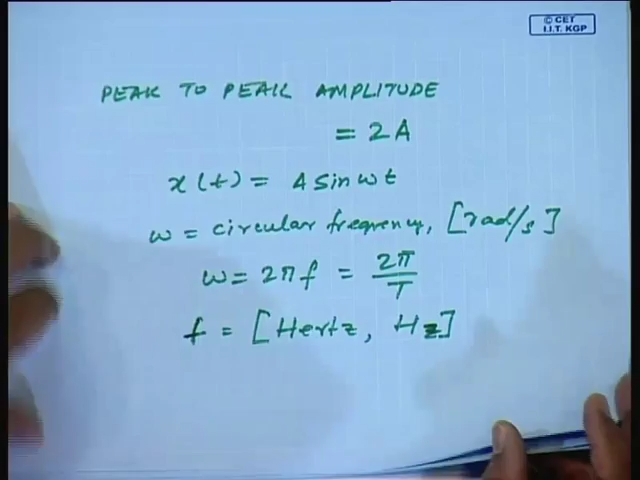 © CET
I.I.T. KGP
PEAK TO PEAK AMPLITUDE
= 2A
x(t) = A sin ωt
ω = circular frequency, [rad/s]
ω = 2πf = 2π/T
f = [Hertz, Hz]